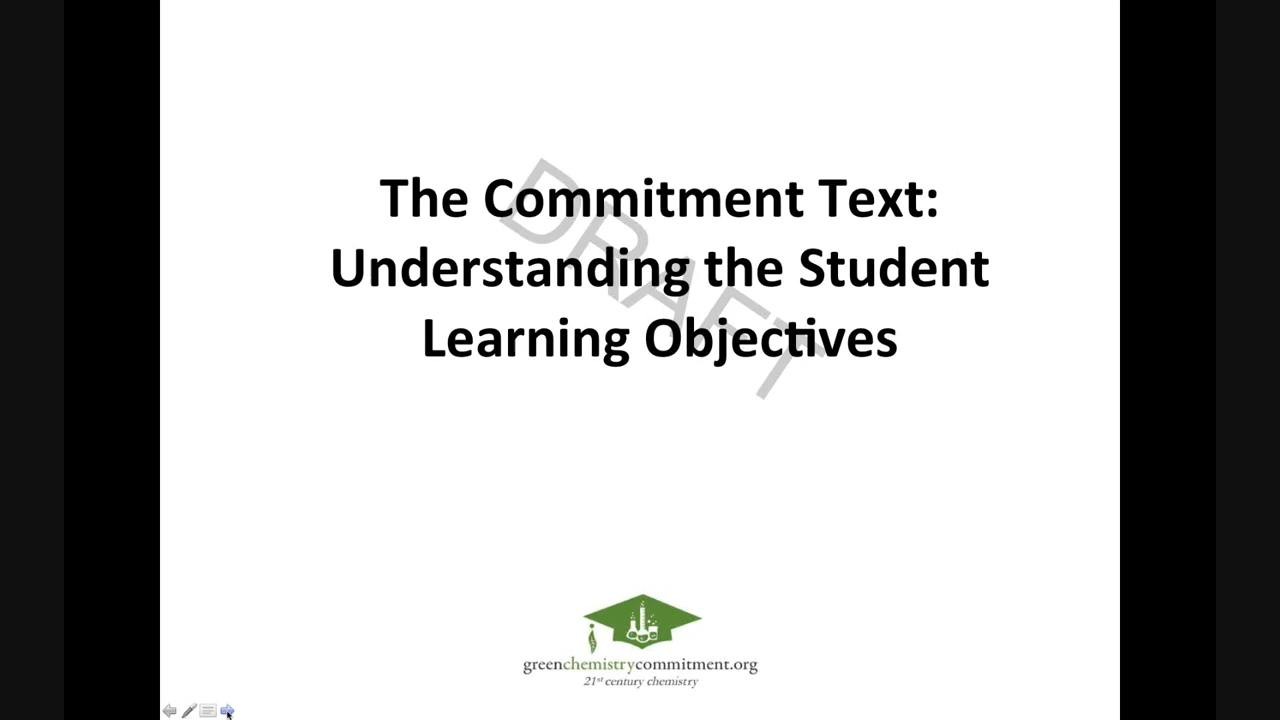 The Commitment Text:
Understanding the Student
Learning Objectives
DRAFT
greenchemistrycommitment.org
21st century chemistry